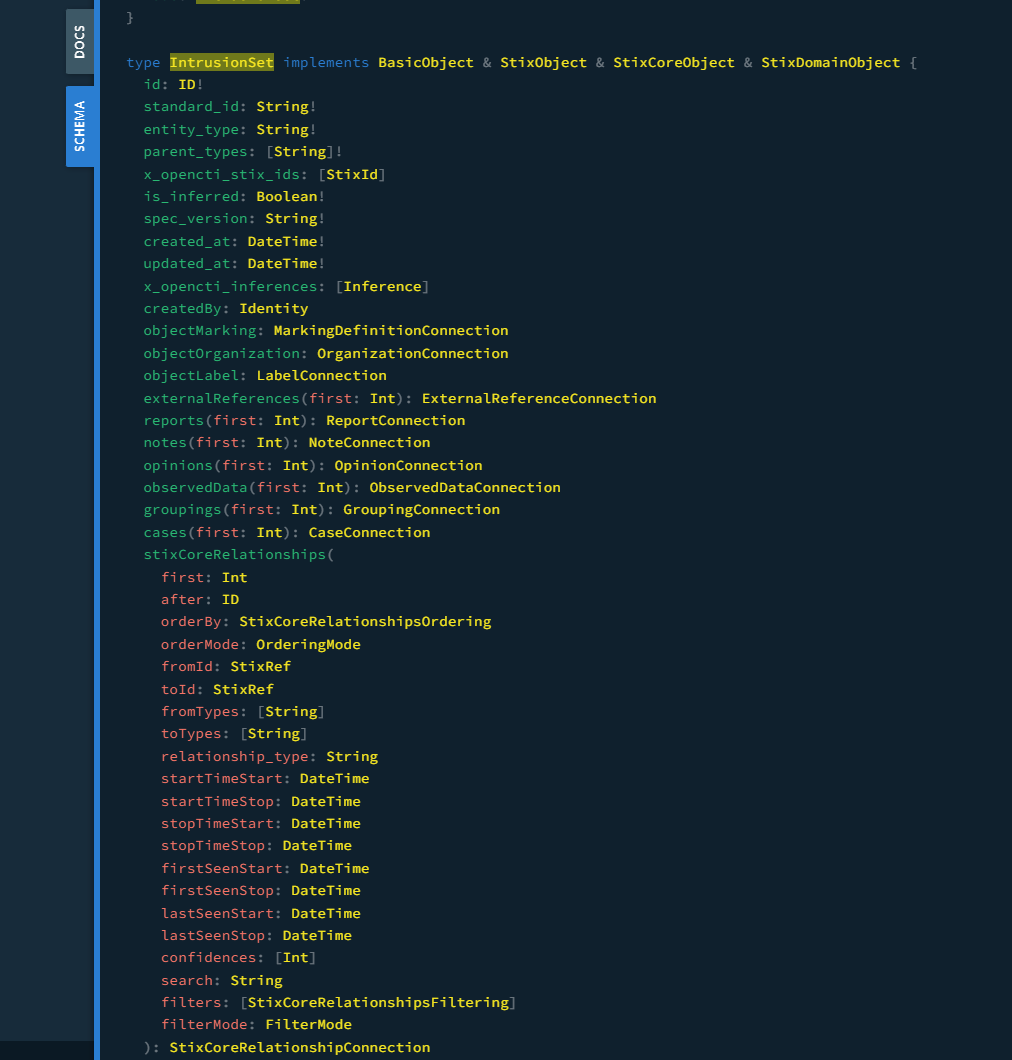 DOCS
SCHEMA
}
type IntrusionSet implements BasicObject & StixObject & StixCoreObject & StixDomainObject {
id: ID!
standard_id: String!
entity_type: String!
parent_types: [String]!
x_opencti_stix_ids: [StixId]
is_inferred: Boolean!
spec_version: String!
created_at: DateTime!
updated_at: DateTime!
x_opencti_inferences: [Inference]
createdBy: Identity
objectMarking: MarkingDefinitionConnection
objectOrganization: OrganizationConnection
objectLabel: LabelConnection
externalReferences(first: Int): ExternalReferenceConnection
reports(first: Int): ReportConnection
notes(first: Int): NoteConnection
opinions(first: Int): OpinionConnection
observedData(first: Int): ObservedDataConnection
groupings(first: Int): GroupingConnection
cases(first: Int): CaseConnection
stixCoreRelationships(
first: Int
after: ID
orderBy: StixCoreRelationshipsOrdering
orderMode: OrderingMode
fromId: StixRef
toId: StixRef
fromTypes: [String]
toTypes: [String]
relationship_type: String
startTimeStart: DateTime
startTimeStop: DateTime
stopTimeStart: DateTime
stopTimeStop: DateTime
firstSeenStart: DateTime
firstSeenStop: DateTime
lastSeenStart: DateTime
lastSeenStop: DateTime
confidences: [Int]
search: String
filters: [StixCoreRelationshipsFiltering]
filterMode: FilterMode
): StixCoreRelationshipConnection